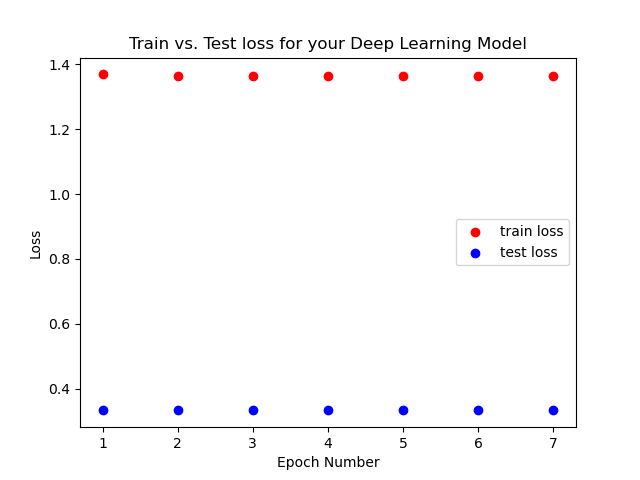 Train vs. Test loss for your Deep Learning Model
1.4
1.2
1.0
0.8
0.6
0.4
Loss
train loss
test loss
1 2 3 4 5 6 7
Epoch Number